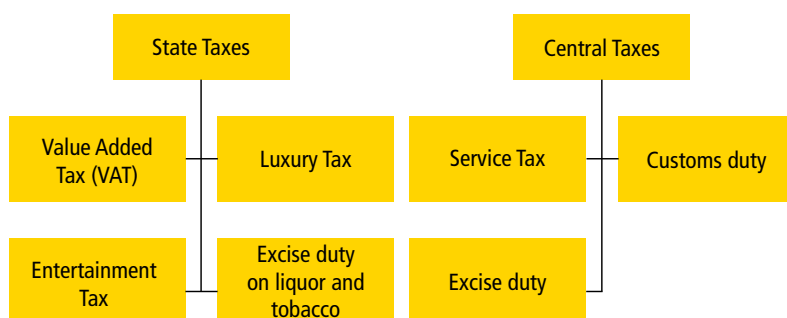 State Taxes
Central Taxes
Value Added
Tax (VAT)
Luxury Tax
Service Tax
Customs duty
Entertainment
Tax
Excise duty
on liquor and
tobacco
Excise duty